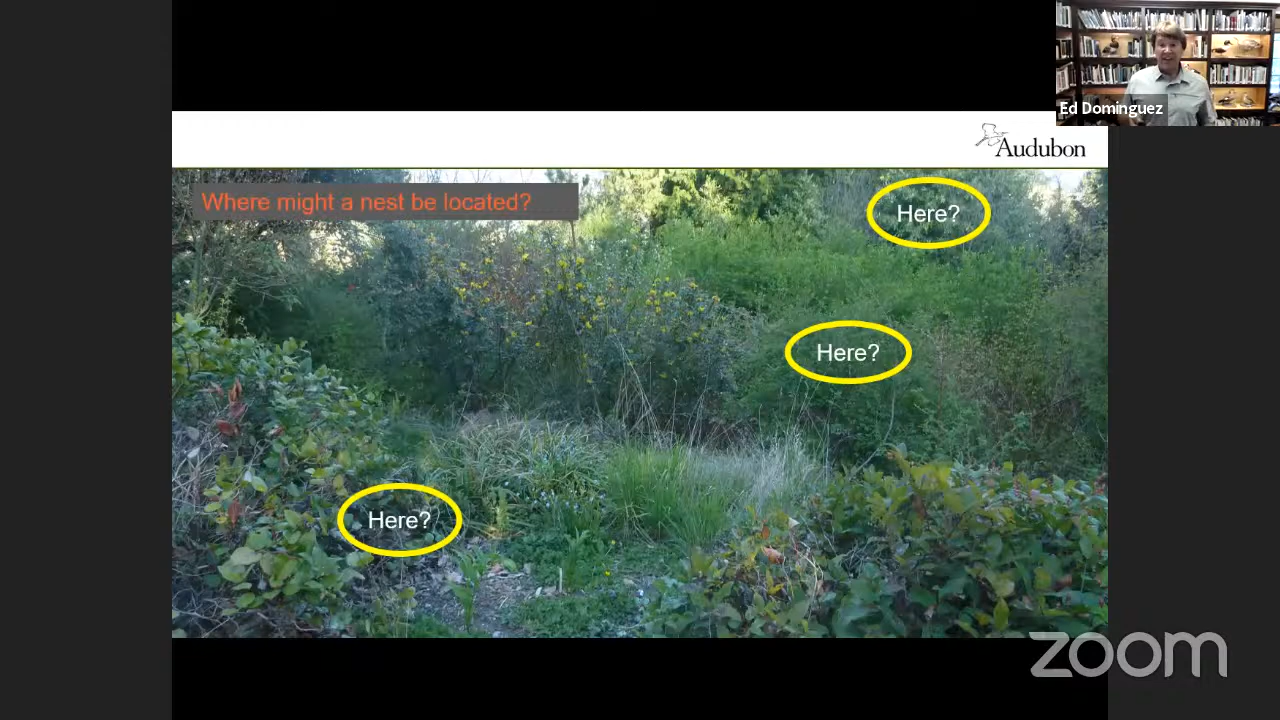 Ed Dominguez
Audubon
Where might a nest be located?
Here?
Here?
Here?
zoom